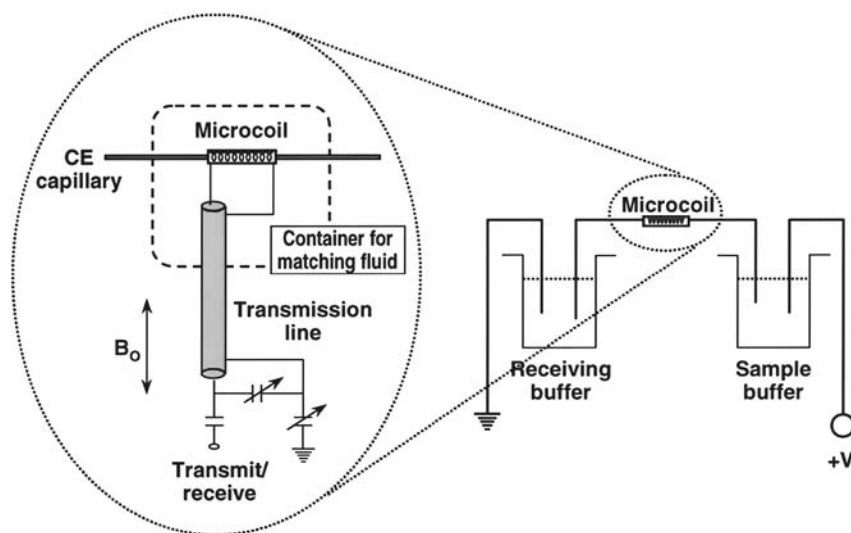 Microcoil
CE
capillary
Container for
matching fluid
Transmission
line
B₀
Transmit/
receive
Microcoil
Receiving
buffer
Sample
buffer
+V